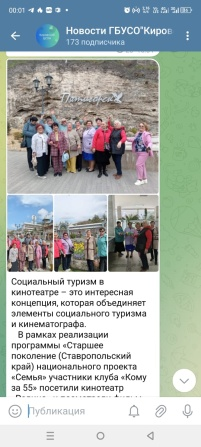 00:01
Новости ГБУСО"Киров
173 подписчика
Пятигорск
Социальный туризм в
кинотеатре – это интересная
концепция, которая объединяет
элементы социального туризма
и кинематографа.
В рамках реализации
программы «Старшее
поколение (Ставропольский
край) национального проекта
«Семья» участники клуба «Кому
за 55» посетили кинотеатр
Публикация